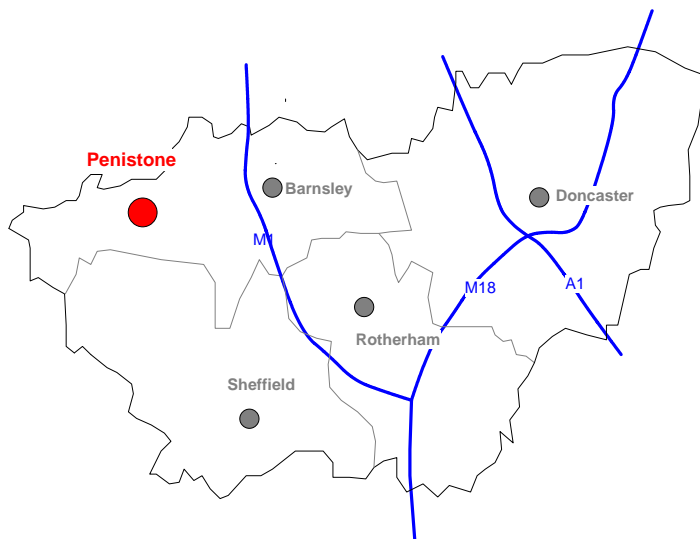 Penistone
Barnsley
Doncaster
M1
M18
A1
Rotherham
Sheffield